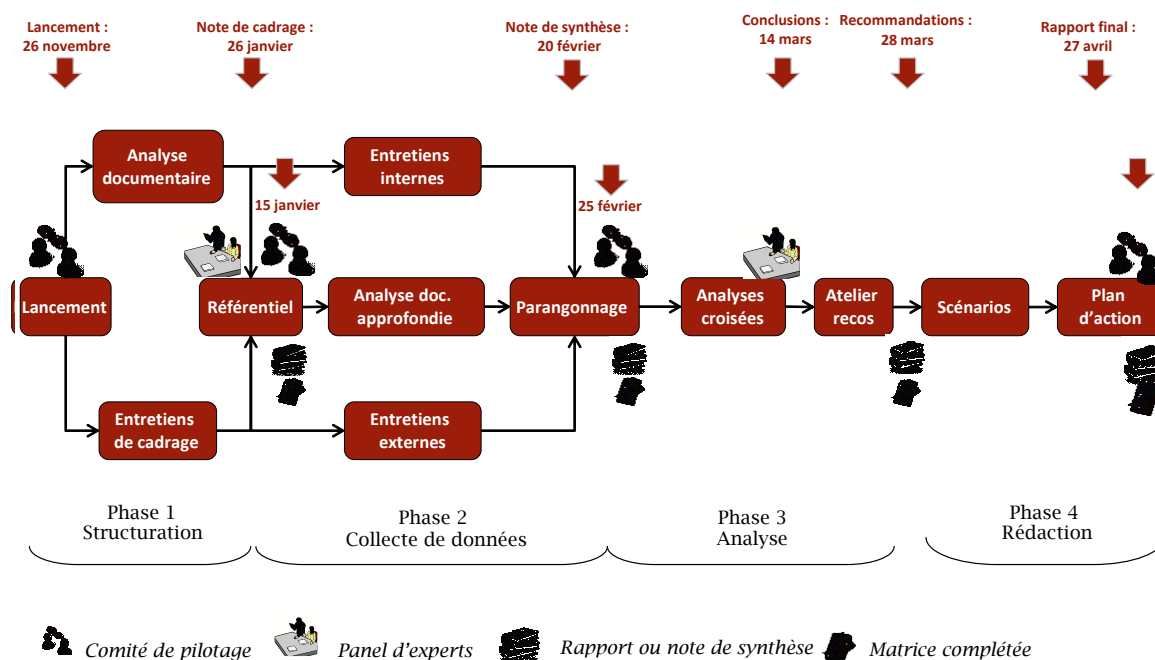 Lancement :
26 novembre
Note de cadrage :
26 janvier
Note de synthèse :
20 février
Conclusions :
14 mars
Recommandations :
28 mars
Rapport final :
27 avril
Analyse
documentaire
Entretiens
internes
15 janvier
25 février
Lancement
Référentiel
Analyse doc.
approfondie
Parangonnage
Analyses
croisées
Atelier
recos
Scénarios
Plan
d'action
Entretiens
de cadrage
Entretiens
externes
Phase 1
Structuration
Phase 2
Collecte de données
Phase 3
Analyse
Phase 4
Rédaction
Comité de pilotage
Panel d'experts
Rapport ou note de synthèse
Matrice complétée